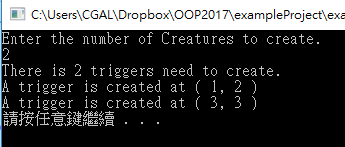 C:\Users\CGAL\Dropbox\OOP2017\exampleProject\exa
Enter the number of Creatures to create.
2
There is 2 triggers need to create.
A trigger is created at ( 1, 2 )
A trigger is created at ( 3, 3 )
請按任意鍵繼續 . . .